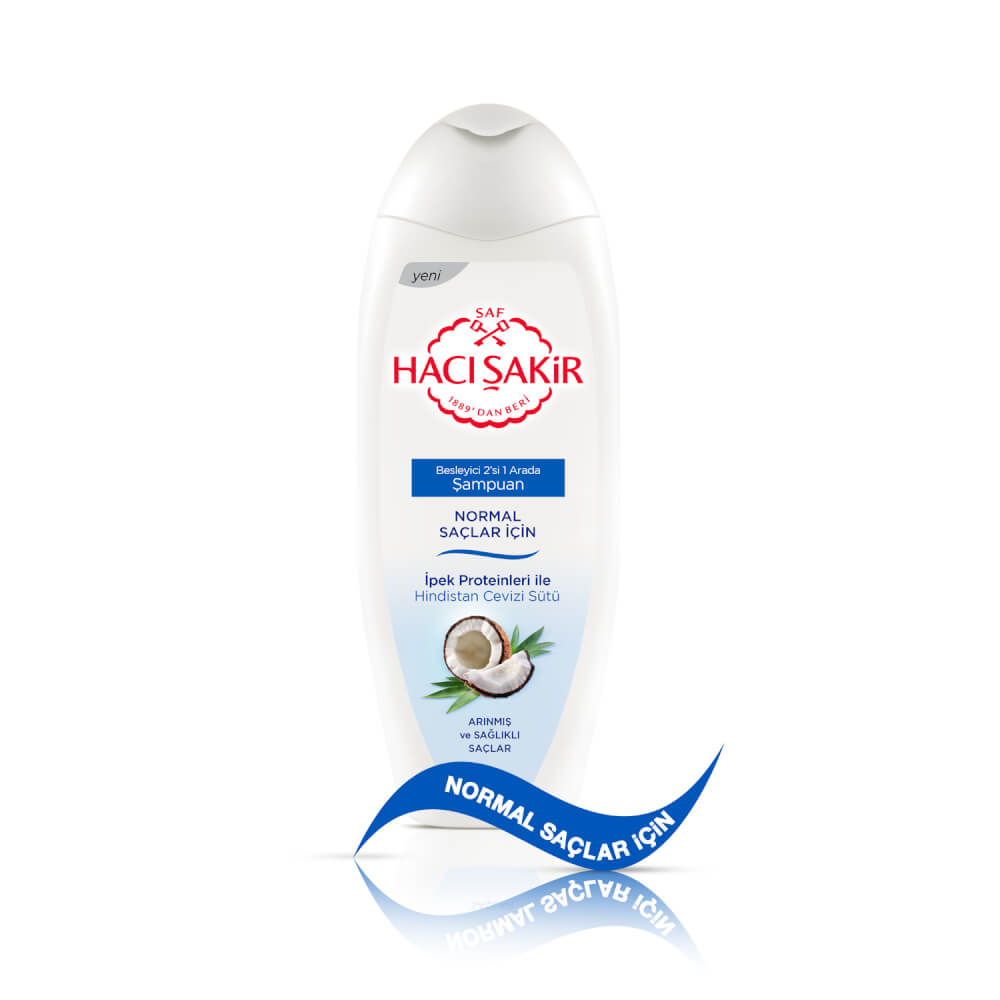 yeni
SAF
HACI ŞAKİR
1889' DAN BERİ
Besleyici 2'si 1 Arada
Şampuan
NORMAL
SAÇLAR İÇİN
İpek Proteinleri ile
Hindistan Cevizi Sütü
ARINMIŞ
ve SAĞLIKLI
SAÇLAR
NORMAL SAÇLAR İÇİN